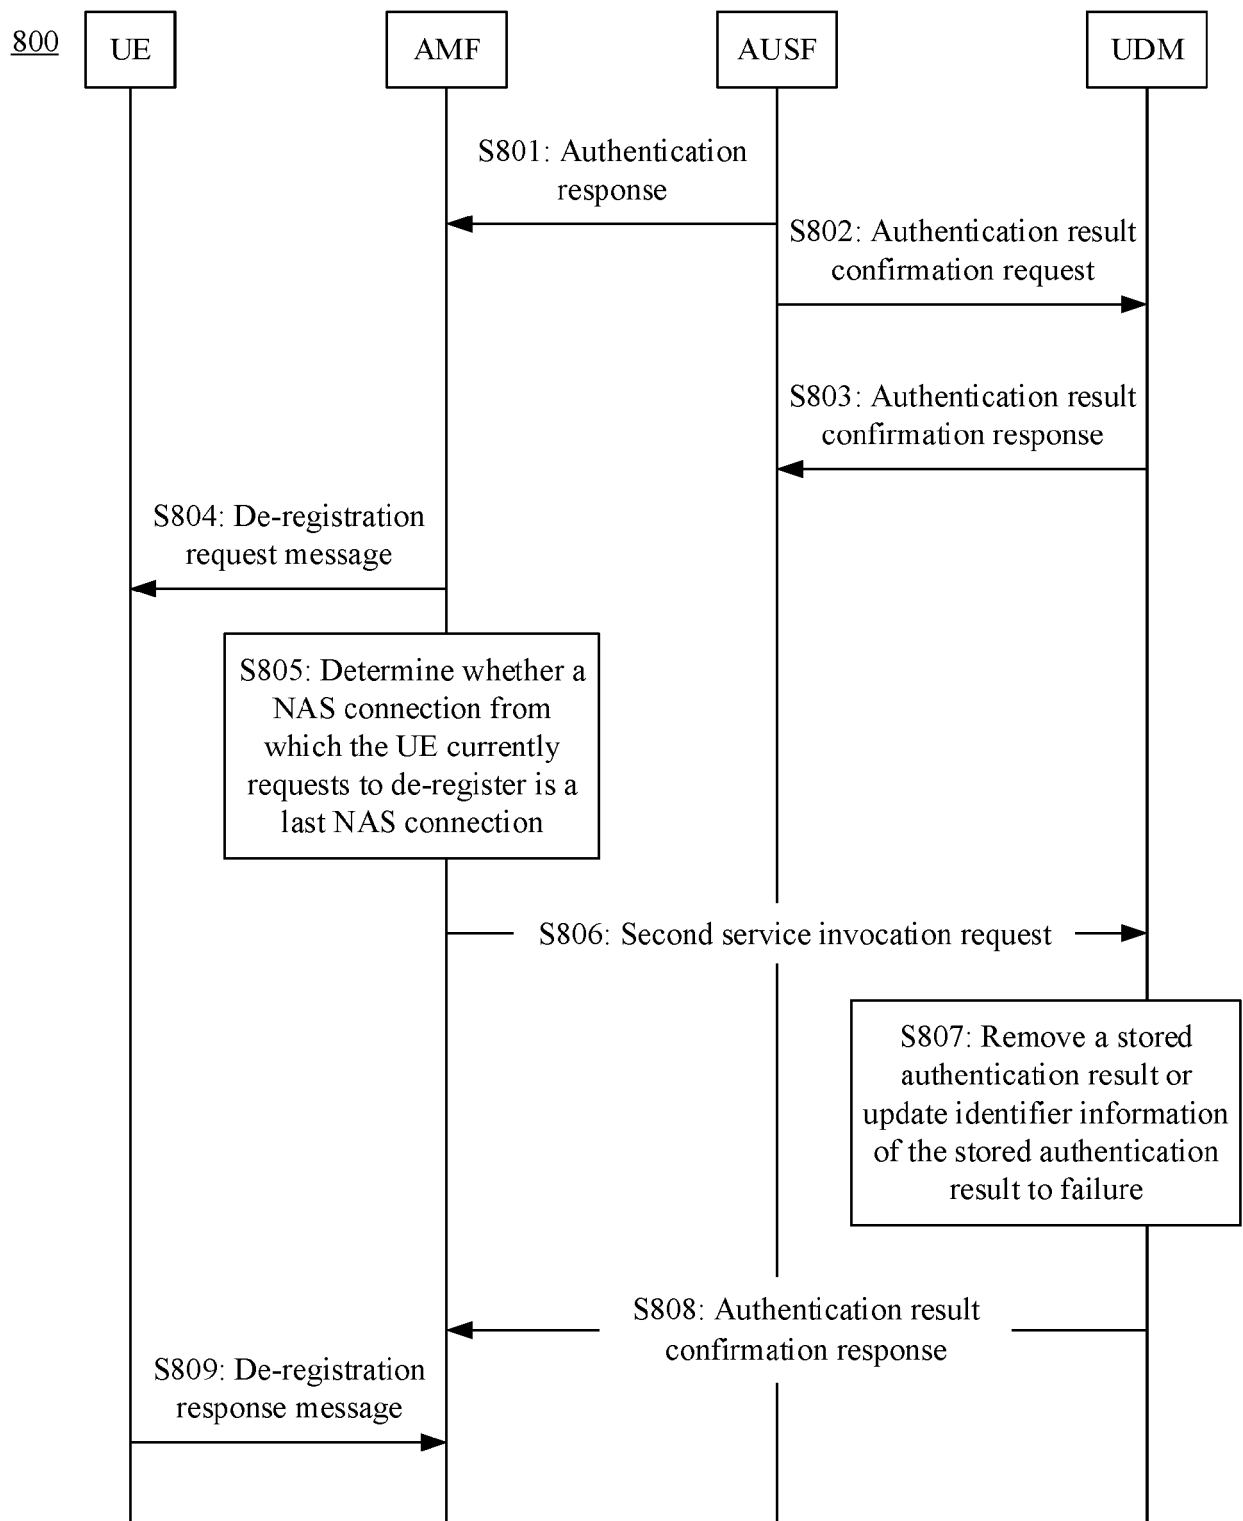 800
UE
AMF
AUSF
UDM
S801: Authentication
response
S802: Authentication result
confirmation request
S803: Authentication result
confirmation response
S804: De-registration
request message
S805: Determine whether a
NAS connection from
which the UE currently
requests to de-register is a
last NAS connection
S806: Second service invocation request
S807: Remove a stored
authentication result or
update identifier information
of the stored authentication
result to failure
S808: Authentication result
confirmation response
S809: De-registration
response message